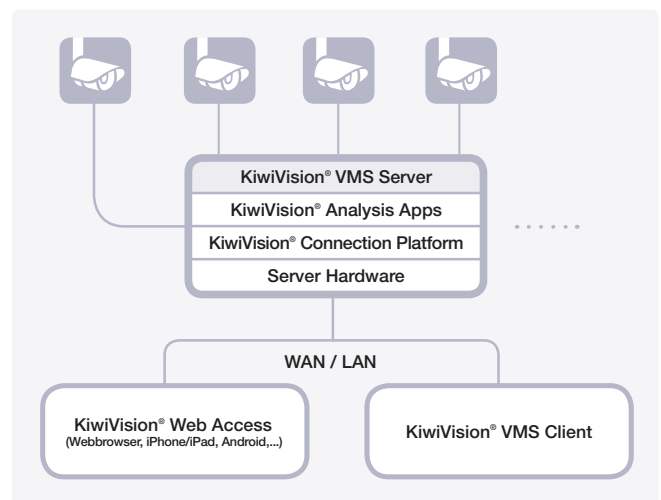 KiwiVision® VMS Server
KiwiVision® Analysis Apps
KiwiVision® Connection Platform
Server Hardware
WAN / LAN
KiwiVision® Web Access
(Webbrowser, iPhone/iPad, Android,...)
KiwiVision® VMS Client